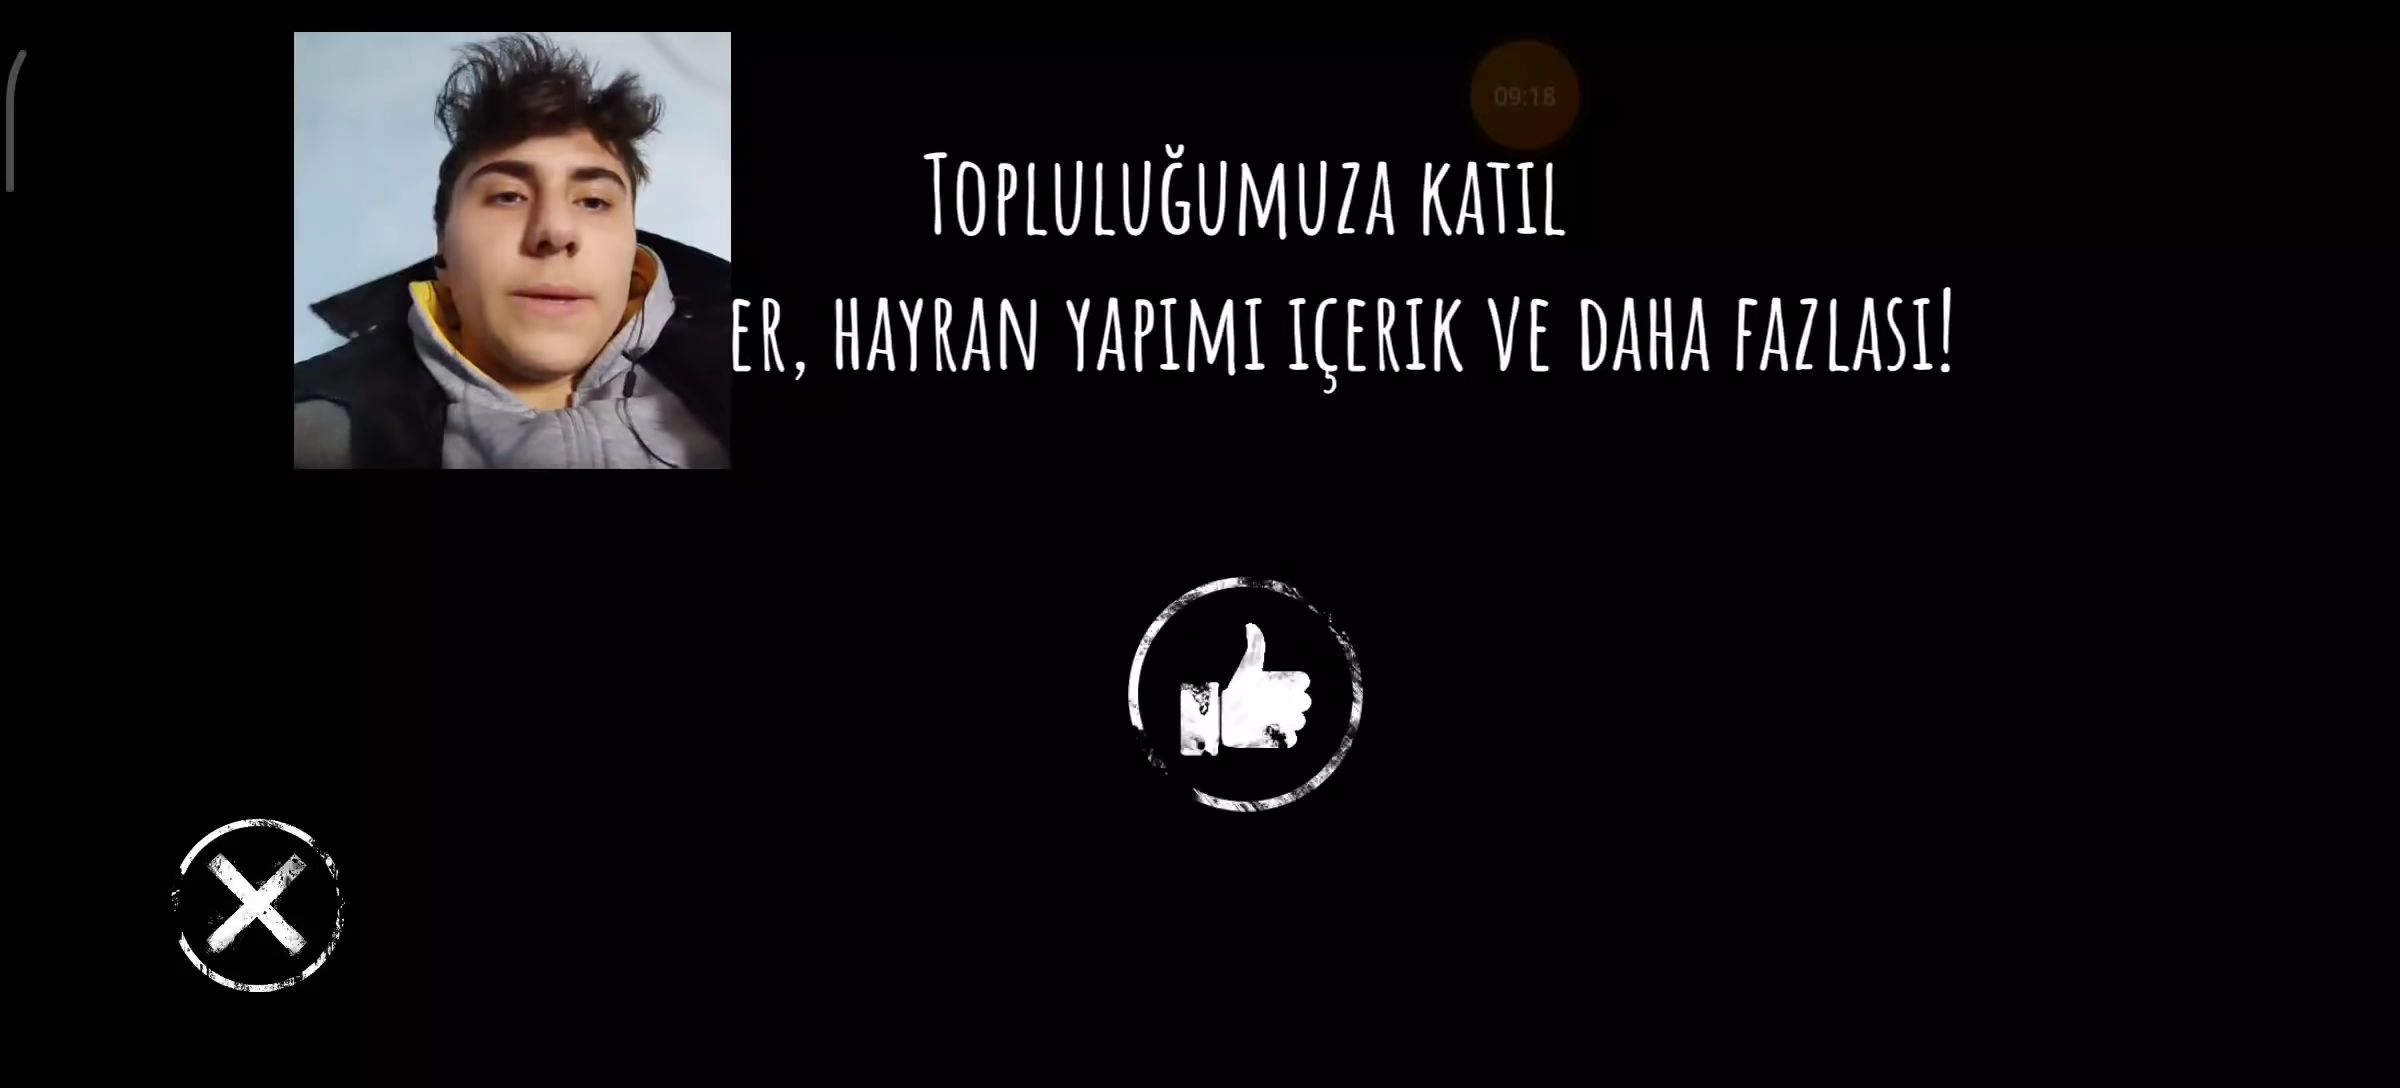 09:18
Topluluğumuza katıl
er, hayran yapımı içerik ve daha fazlası!